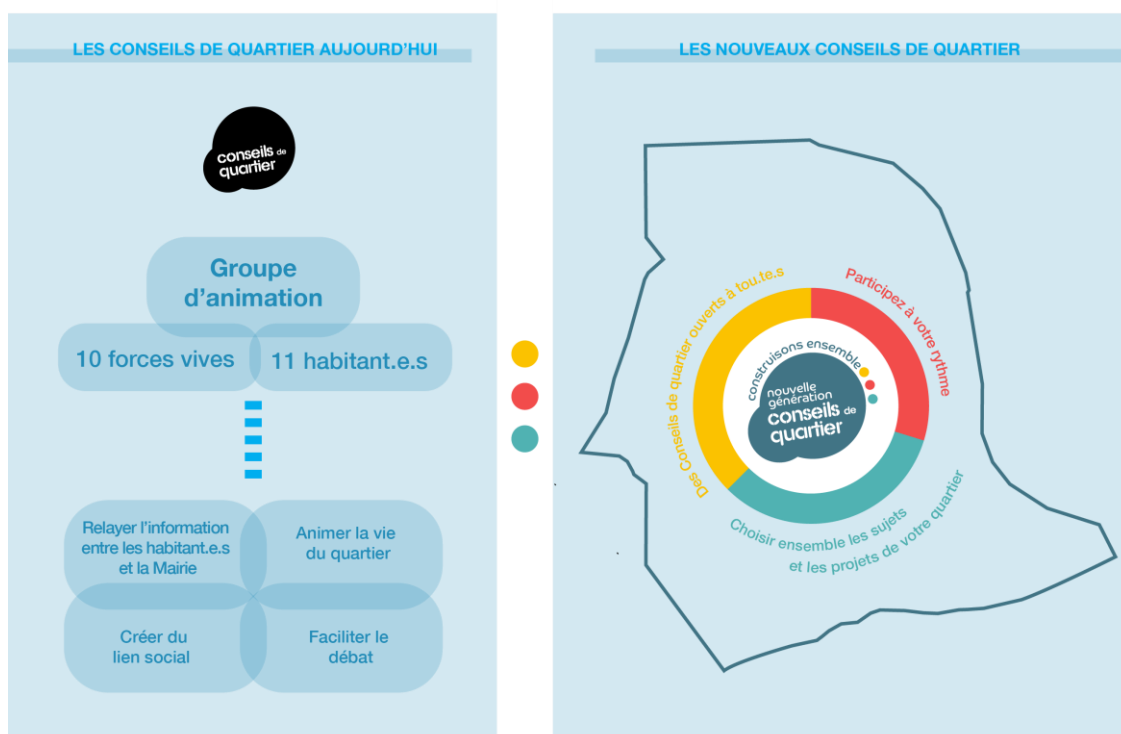 LES CONSEILS DE QUARTIER AUJOURD'HUI
conseils de
quartier
Groupe
d'animation
10 forces vives
11 habitant.e.s
Relayer l'information
entre les habitant.e.s
et la Mairie
Animer la vie
du quartier
Créer du
lien social
Faciliter le
débat
LES NOUVEAUX CONSEILS DE QUARTIER
Des Conseils de quartier ouverts à tou.te.s
Participez à votre rythme
construisons ensemble
nouvelle
génération
conseils de
quartier
Choisir ensemble les sujets
et les projets de votre quartier